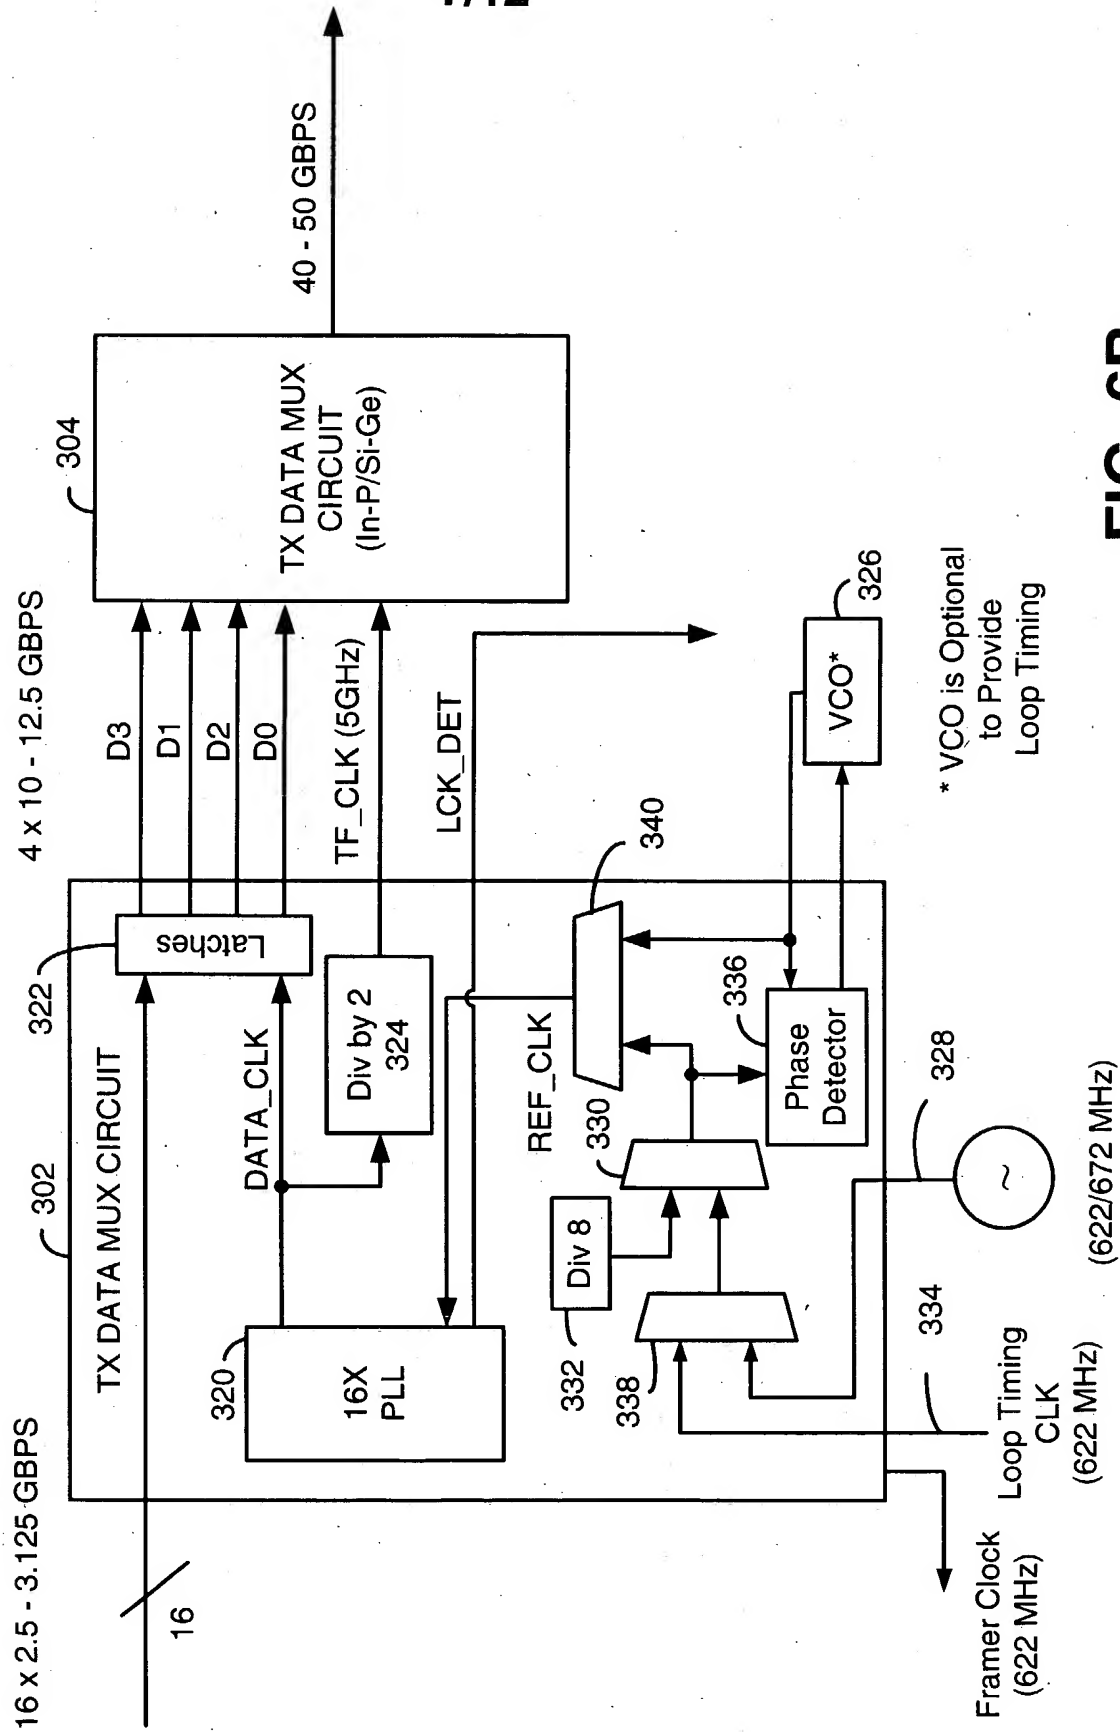 16 x 2.5 - 3.125 GBPS
4 x 10 - 12.5 GBPS
302
322
304
TX DATA MUX CIRCUIT
16
Latches
D3
D1
D2
D0
TX DATA MUX
CIRCUIT
(In-P/Si-Ge)
40 - 50 GBPS
DATA_CLK
320
16X
PLL
Div by 2
324
TF_CLK (5GHz)
LCK_DET
REF_CLK
340
332
Div 8
330
338
336
Phase
Detector
VCO*
326
328
334
~
Framer Clock
(622 MHz)
Loop Timing
CLK
(622 MHz)
(622/672 MHz)
* VCO is Optional
to Provide
Loop Timing